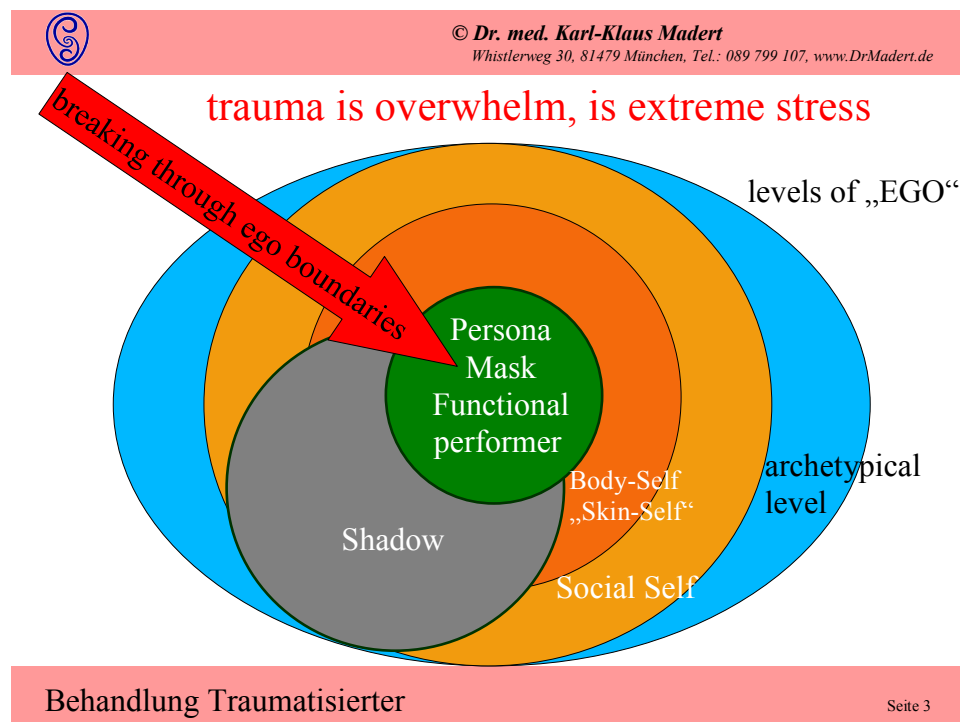 © Dr. med. Karl-Klaus Madert
Whistlerweg 30, 81479 München, Tel.: 089 799 107, www.DrMadert.de
trauma is overwhelm, is extreme stress
breaking through ego boundaries
levels of „EGO“
Persona
Mask
Functional
performer
archetypical
level
Body-Self
„Skin-Self“
Shadow
Social Self
Behandlung Traumatisierter
Seite 3